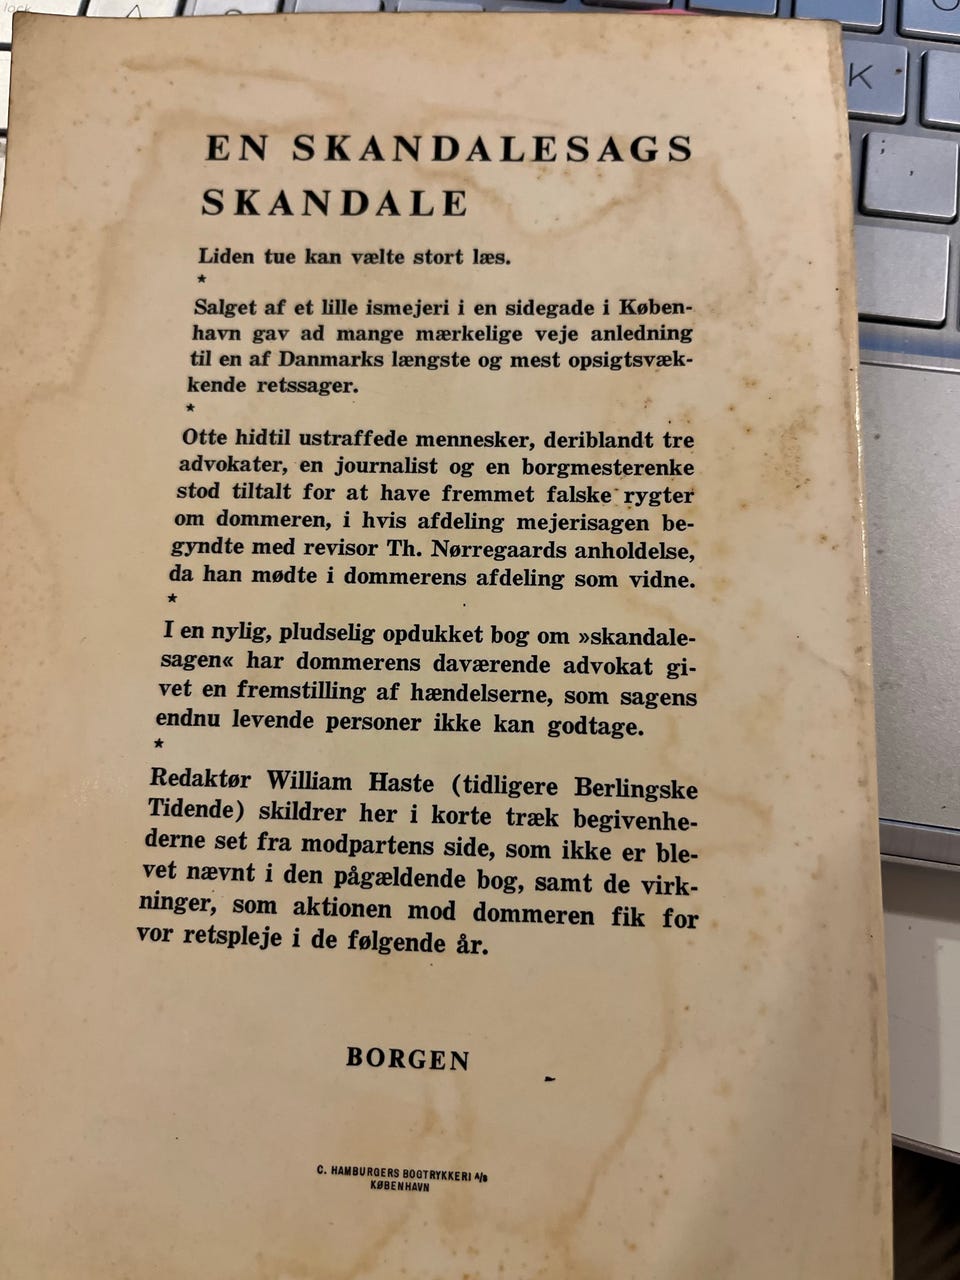 lock
A
K
;
,
EN SKANDALESAGS
SKANDALE
Liden tue kan vælte stort læs.
*
Salget af et lille ismejeri i en sidegade i Køben-
havn gav ad mange mærkelige veje anledning
til en af Danmarks længste og mest opsigtsvæk-
kende retssager.
*
Otte hidtil ustraffede mennesker, deriblandt tre
advokater, en journalist og en borgmesterenke
stod tiltalt for at have fremmet falske rygter
om dommeren, i hvis afdeling mejerisagen be-
gyndte med revisor Th. Nørregaards anholdelse,
da han mødte i dommerens afdeling som vidne.
*
I en nylig, pludselig opdukket bog om »skandale-
sagen« har dommerens daværende advokat gi-
vet en fremstilling af hændelserne, som sagens
endnu levende personer ikke kan godtage.
*
Redaktør William Haste (tidligere Berlingske
Tidende) skildrer her i korte træk begivenhe-
derne set fra modpartens side, som ikke er ble-
vet nævnt i den pågældende bog, samt de virk-
ninger, som aktionen mod dommeren fik for
vor retspleje i de følgende år.
BORGEN
C. HAMBURGERS BOGTRYKKERI A/S
KØBENHAVN